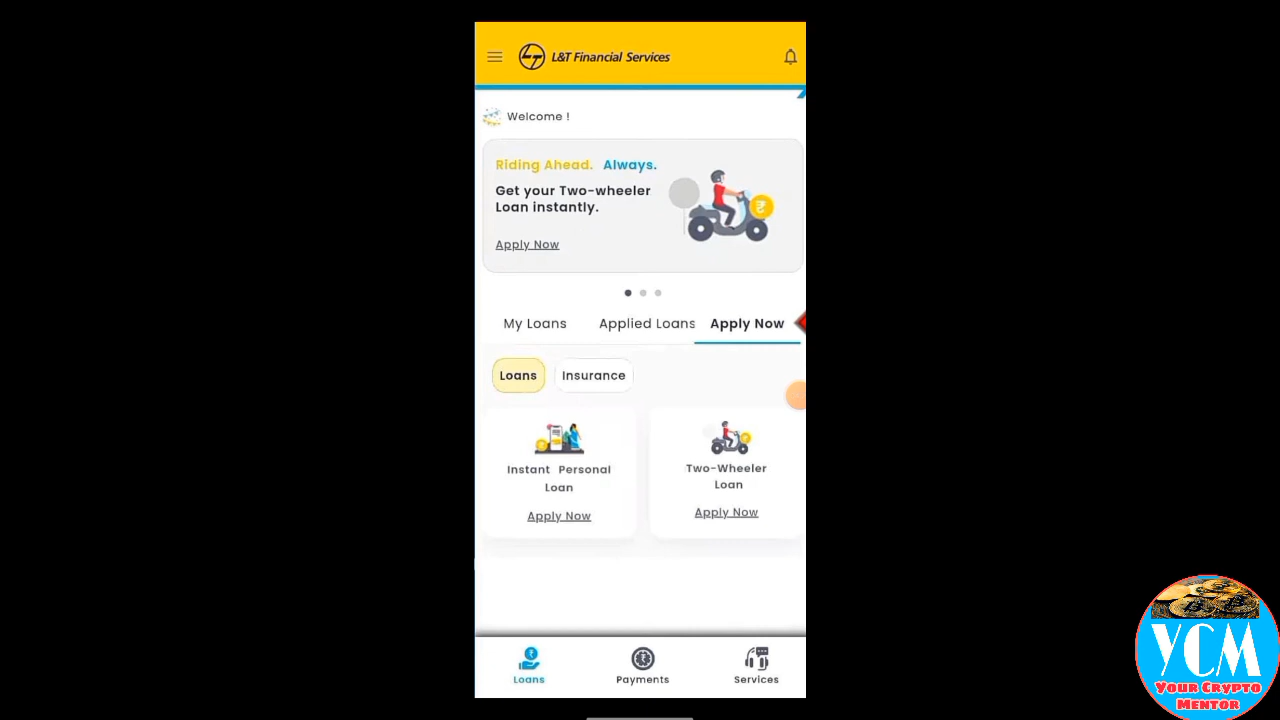 L&T Financial Services
Welcome !
Riding Ahead. Always.
Get your Two-wheeler
Loan instantly.
Apply Now
My Loans Applied Loans Apply Now
Loans Insurance
Instant Personal
Loan
Apply Now
Two-Wheeler
Loan
Apply Now
Loans Payments Services
YCM
Your Crypto
Mentor